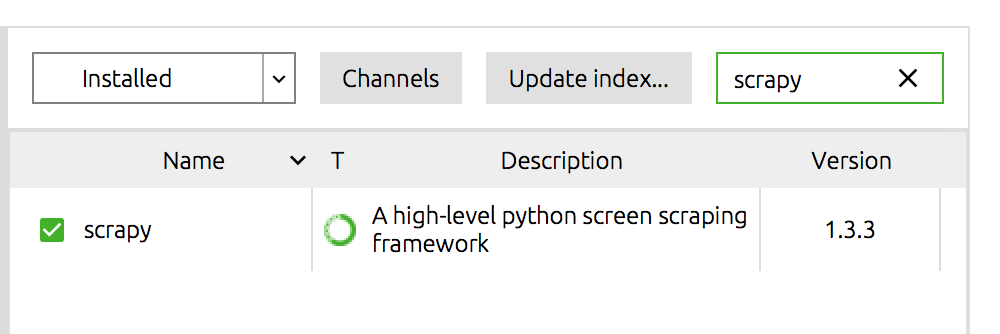 Installed
Channels
Update index...
scrapy
Name
T
Description
Version
scrapy
A high-level python screen scraping
framework
1.3.3